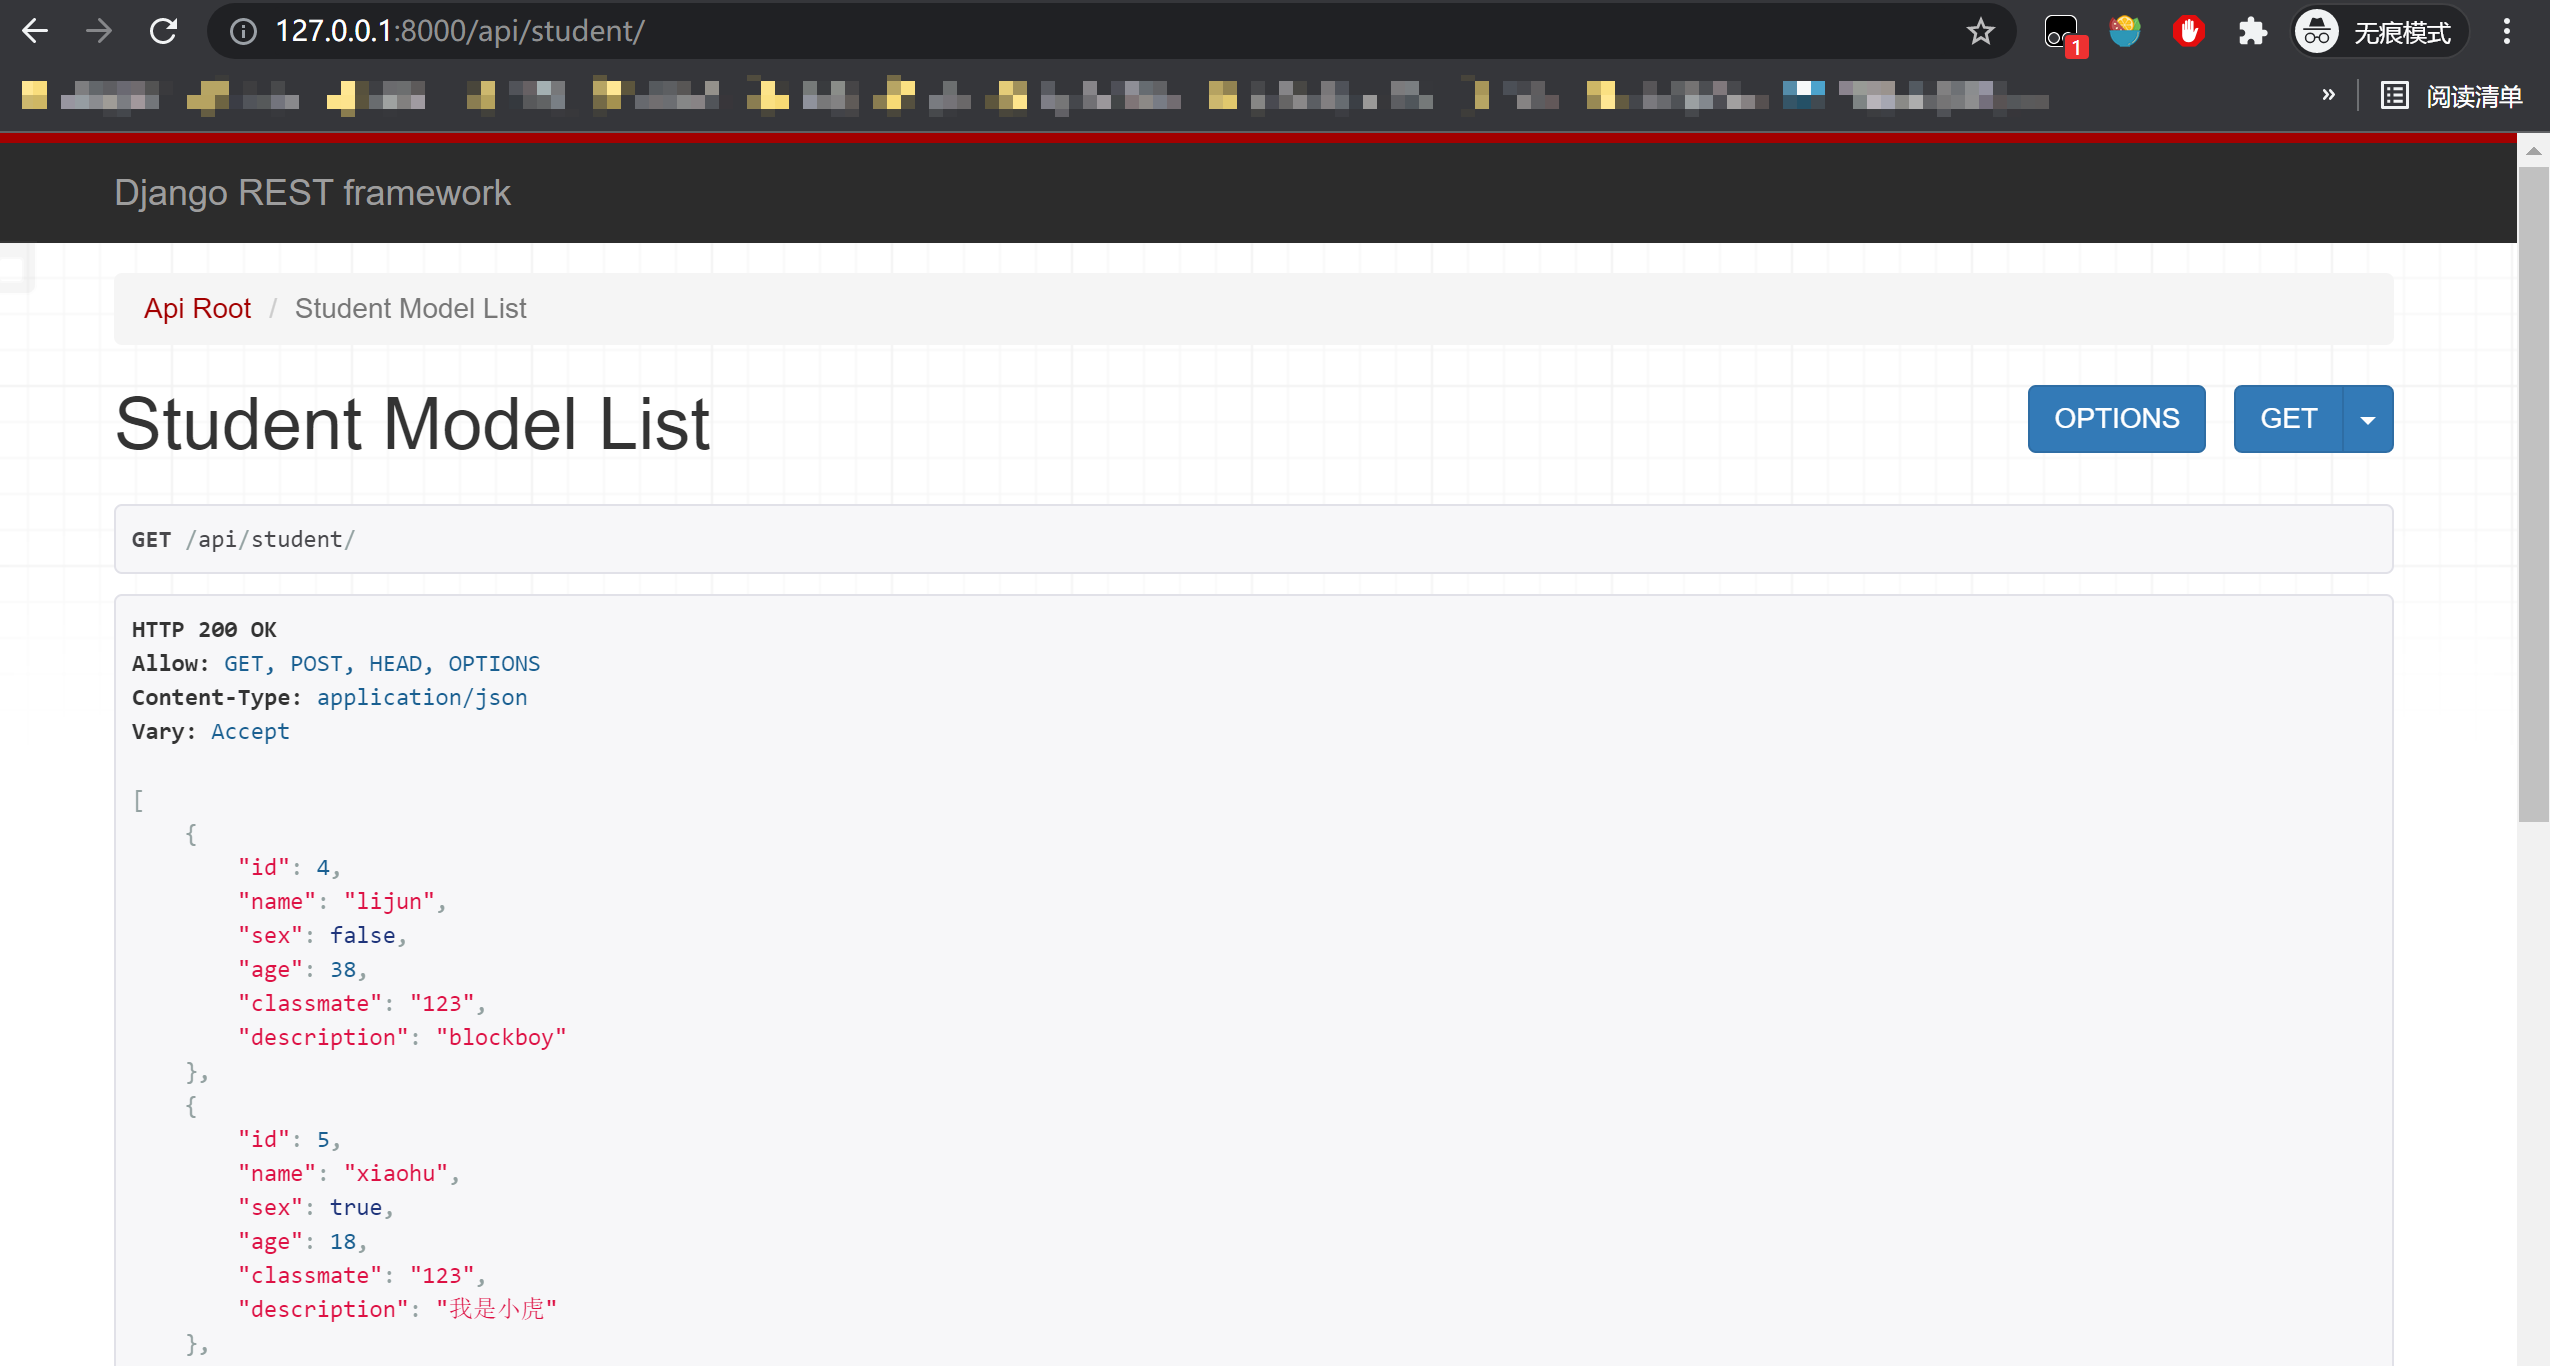 127.0.0.1:8000/api/student/
1
无痕模式
»
阅读清单
Django REST framework
Api Root / Student Model List
Student Model List
OPTIONS
GET
GET /api/student/
HTTP 200 OK
Allow: GET, POST, HEAD, OPTIONS
Content-Type: application/json
Vary: Accept
[
    {
        "id": 4,
        "name": "lijun",
        "sex": false,
        "age": 38,
        "classmate": "123",
        "description": "blockboy"
    },
    {
        "id": 5,
        "name": "xiaohu",
        "sex": true,
        "age": 18,
        "classmate": "123",
        "description": "我是小虎"
    },